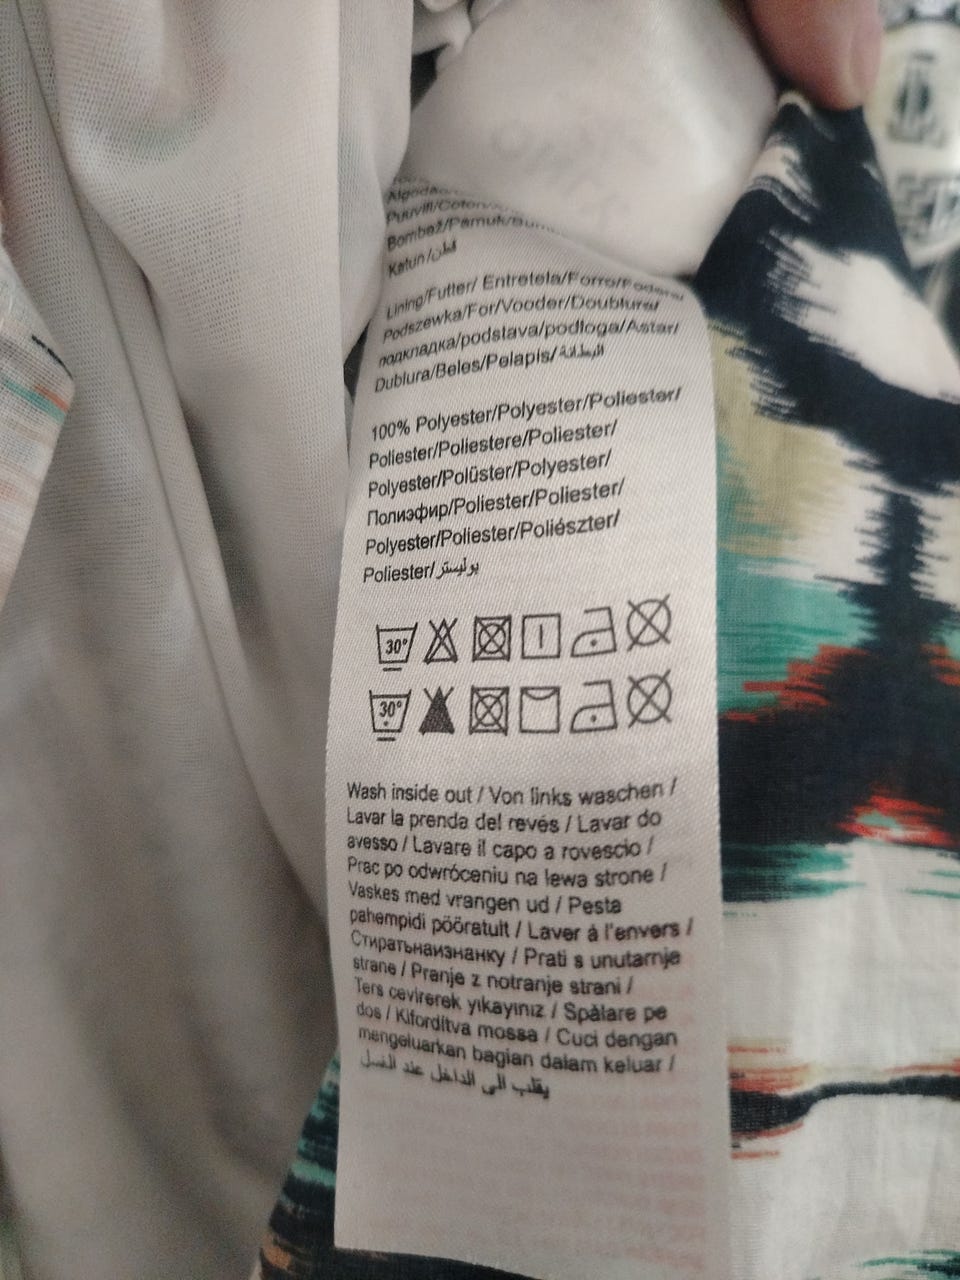 Bombaž/Pamuk/
Katun/قطن
Lining/Futter/ Entretela/Forro/Fodera/
Podszewka/For/Vooder/Doublure/
подкладка/podstava/podloga/Astar/
Dublura/Beles/Pelapis/البطانة
100% Polyester/Polyester/Poliester/
Poliester/Poliestere/Poliester/
Polyester/Polüster/Polyester/
Полиэфир/Poliester/Poliester/
Polyester/Poliester/Poliészter/
Poliester/بوليستر
30°
30°
Wash inside out / Von links waschen /
Lavar la prenda del revés / Lavar do
avesso / Lavare il capo a rovescio /
Prac po odwróceniu na lewa strone /
Vaskes med vrangen ud / Pesta
pahempidi pööratult / Laver á l'envers /
Стиратьнаизнанку / Prati s unutarnje
strane / Pranje z notranje strani /
Ters cevirerek yıkayınız / Spălare pe
dos / Kifordítva mossa / Cuci dengan
mengeluarkan bagian dalam keluar /
يقلب الى الداخل عند الغسل